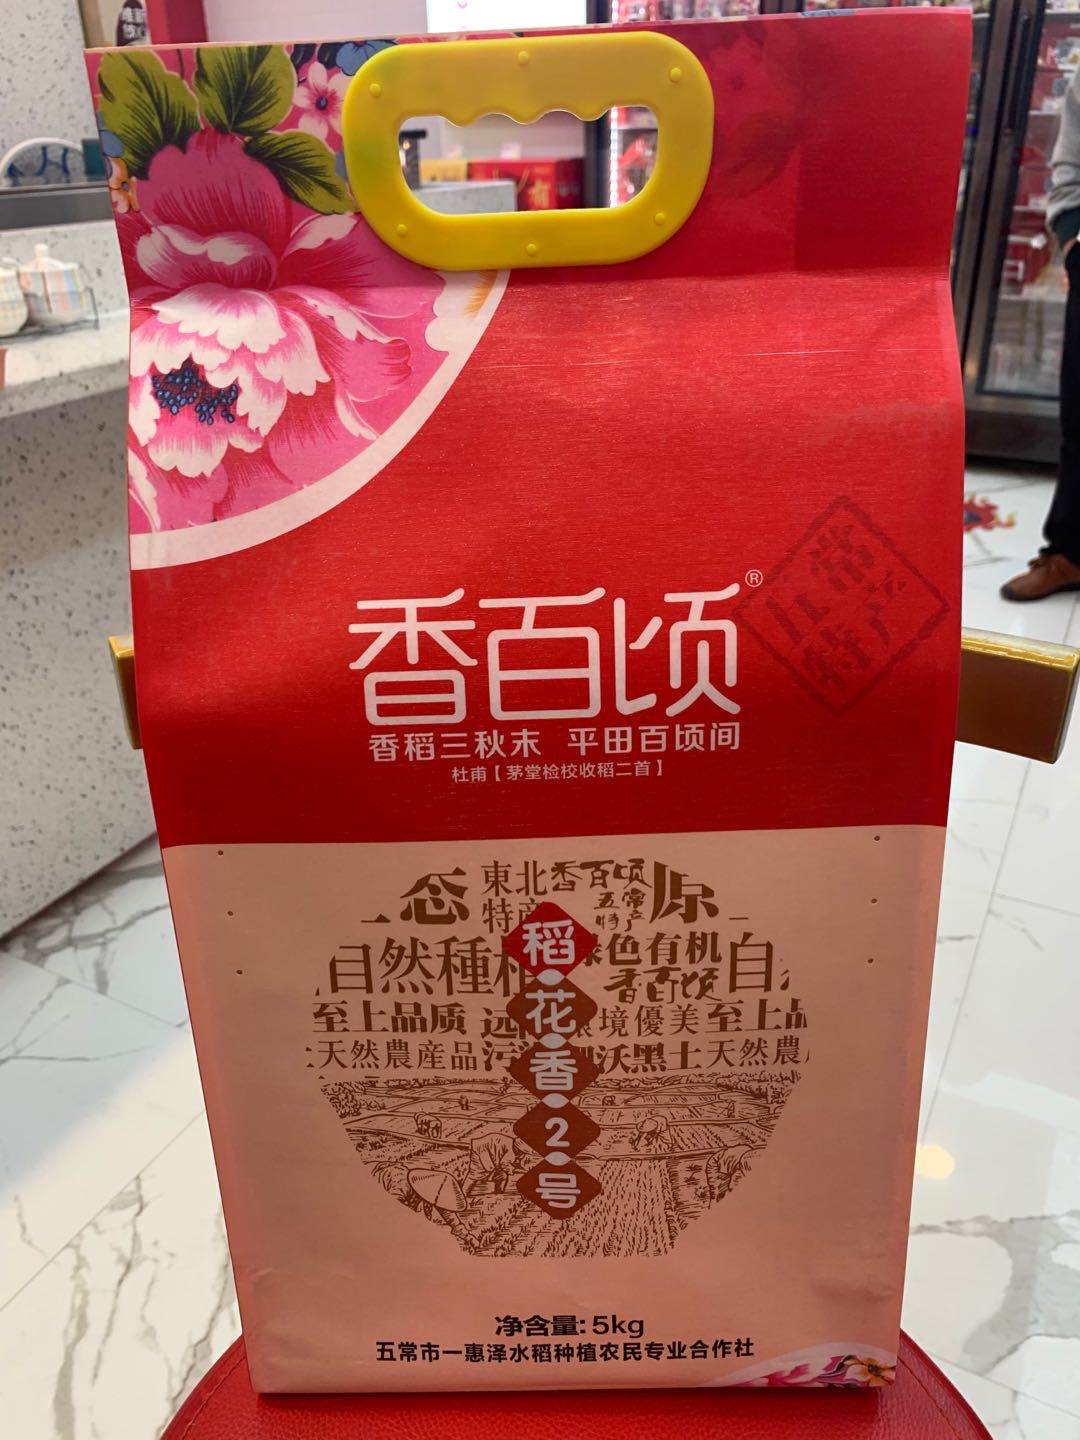 香百顷®
五常
特产
香稻三秋末 平田百顷间
杜甫【茅堂检校收稻二首】
東北 香百顷 原
特产 五常
特产
自然種植 绿色有机 自
香百顷
至上品质 环境優美 至上品
天然農産品 沃黑土 天然農
稻花香2号
净含量:5kg
五常市一惠泽水稻种植农民专业合作社